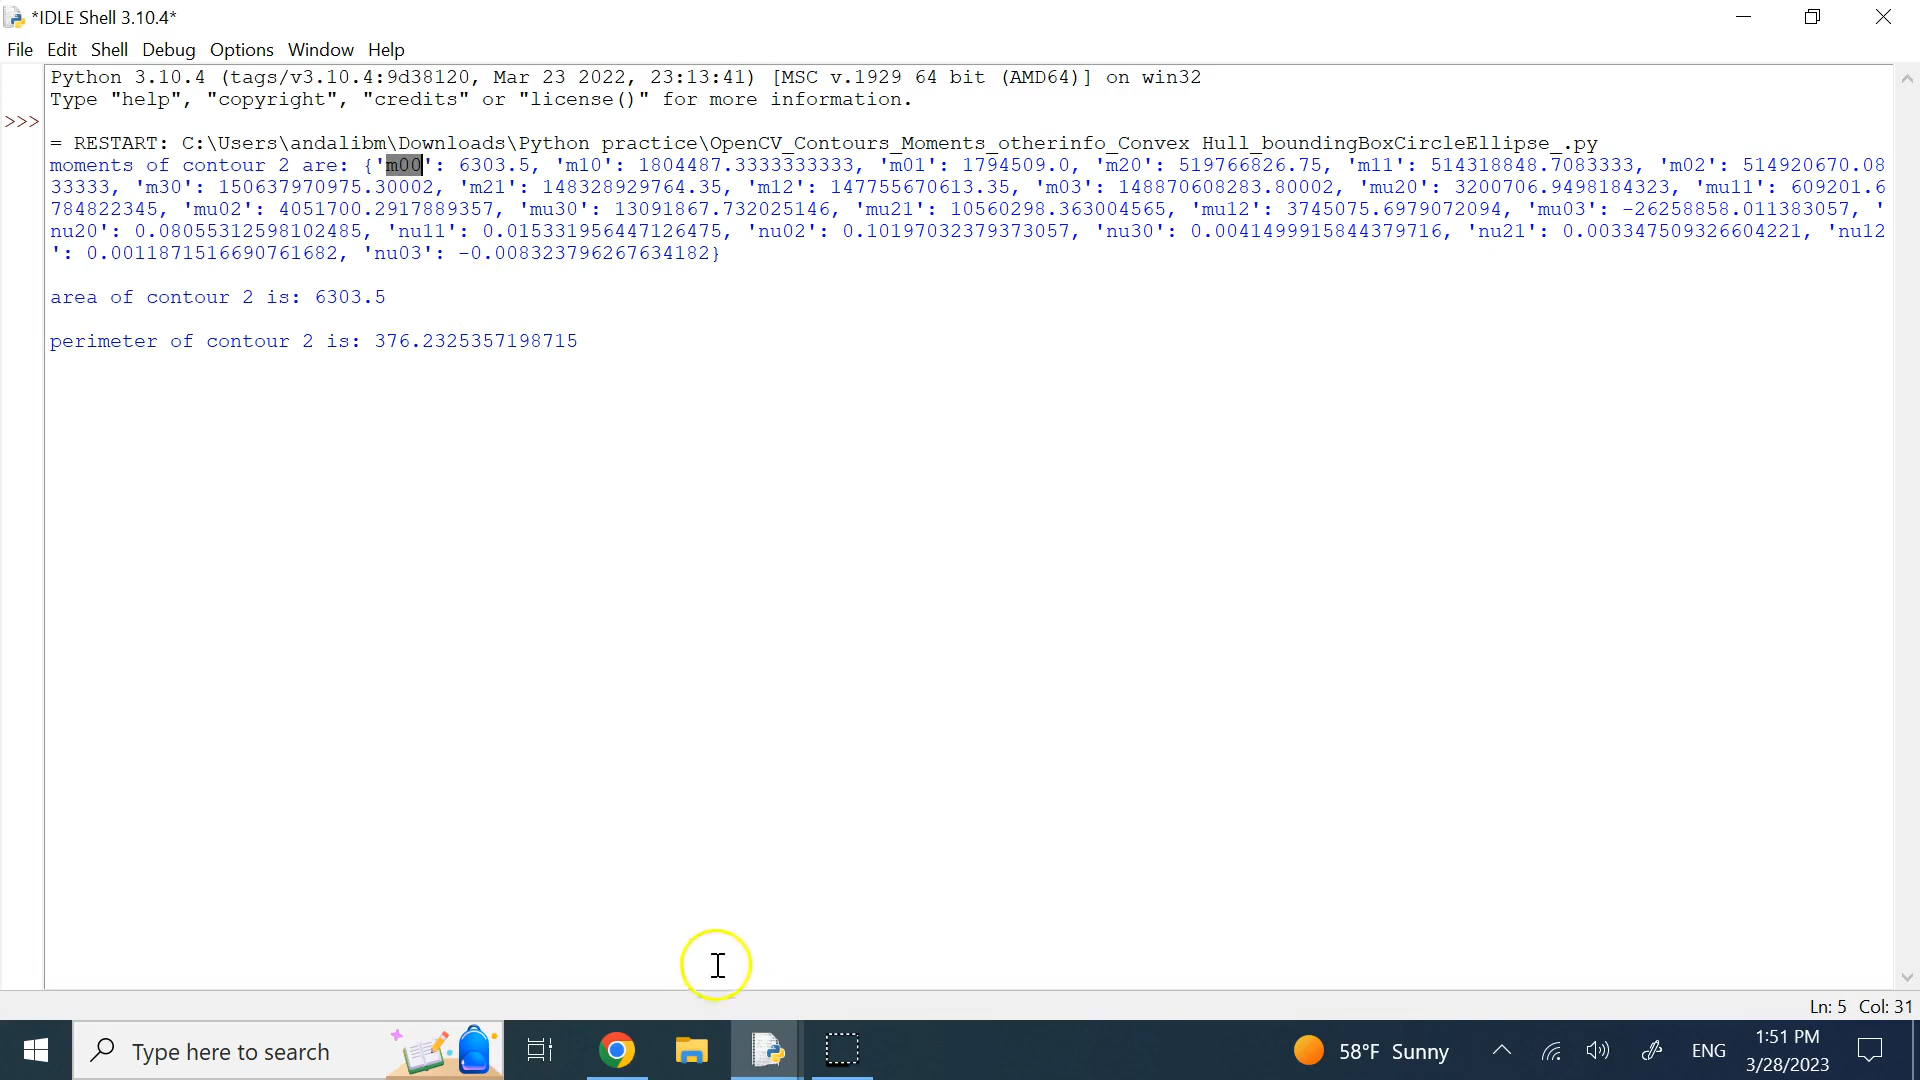 *IDLE Shell 3.10.4*
File Edit Shell Debug Options Window Help
Python 3.10.4 (tags/v3.10.4:9d38120, Mar 23 2022, 23:13:41) [MSC v.1929 64 bit (AMD64)] on win32
Type "help", "copyright", "credits" or "license()" for more information.
>>>
= RESTART: C:\Users\andalibm\Downloads\Python practice\OpenCV_Contours_Moments_otherinfo_Convex Hull_boundingBoxCircleEllipse_.py
moments of contour 2 are: {'m00': 6303.5, 'm10': 1804487.3333333333, 'm01': 1794509.0, 'm20': 519766826.75, 'm11': 514318848.7083333, 'm02': 514920670.08
33333, 'm30': 150637970975.30002, 'm21': 148328929764.35, 'm12': 147755670613.35, 'm03': 148870608283.80002, 'mu20': 3200706.9498184323, 'mu11': 609201.6
784822345, 'mu02': 4051700.2917889357, 'mu30': 13091867.732025146, 'mu21': 10560298.363004565, 'mu12': 3745075.6979072094, 'mu03': -26258858.011383057, '
nu20': 0.08055312598102485, 'nu11': 0.015331956447126475, 'nu02': 0.10197032379373057, 'nu30': 0.0041499915844379716, 'nu21': 0.003347509326604221, 'nu12
': 0.0011871516690761682, 'nu03': -0.008323796267634182}
area of contour 2 is: 6303.5
perimeter of contour 2 is: 376.2325357198715
Ln: 5 Col: 31
Type here to search
58°F Sunny
ENG
1:51 PM
3/28/2023